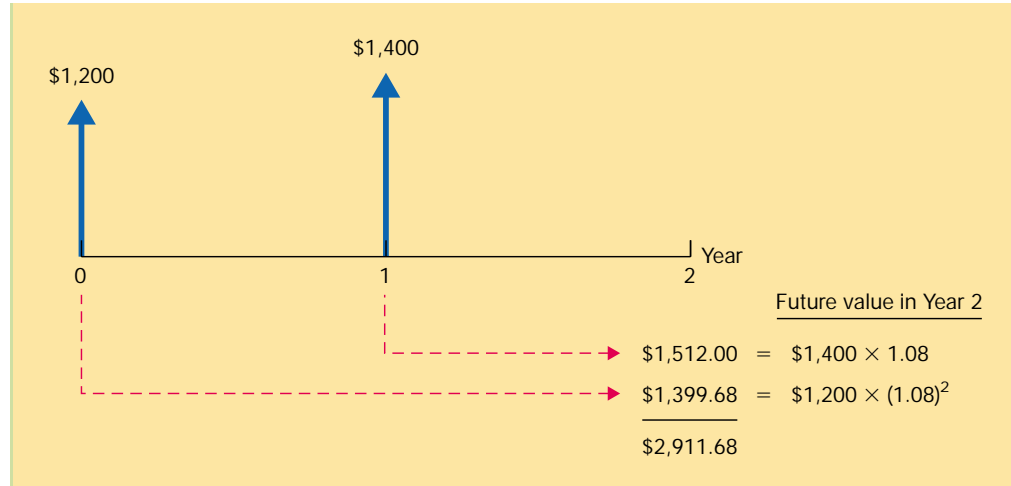 $1,400
$1,200
Year
0 1 2
Future value in Year 2
$1,512.00 = $1,400 × 1.08
$1,399.68 = $1,200 × (1.08)²
$2,911.68